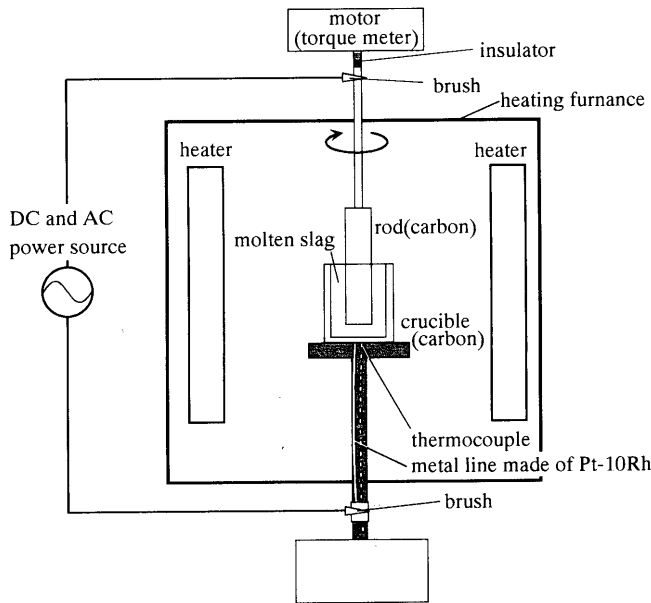 motor
(torque meter)
insulator
brush
heating furnance
heater
heater
DC and AC
power source
molten slag
rod(carbon)
crucible
(carbon)
thermocouple
metal line made of Pt-10Rh
brush